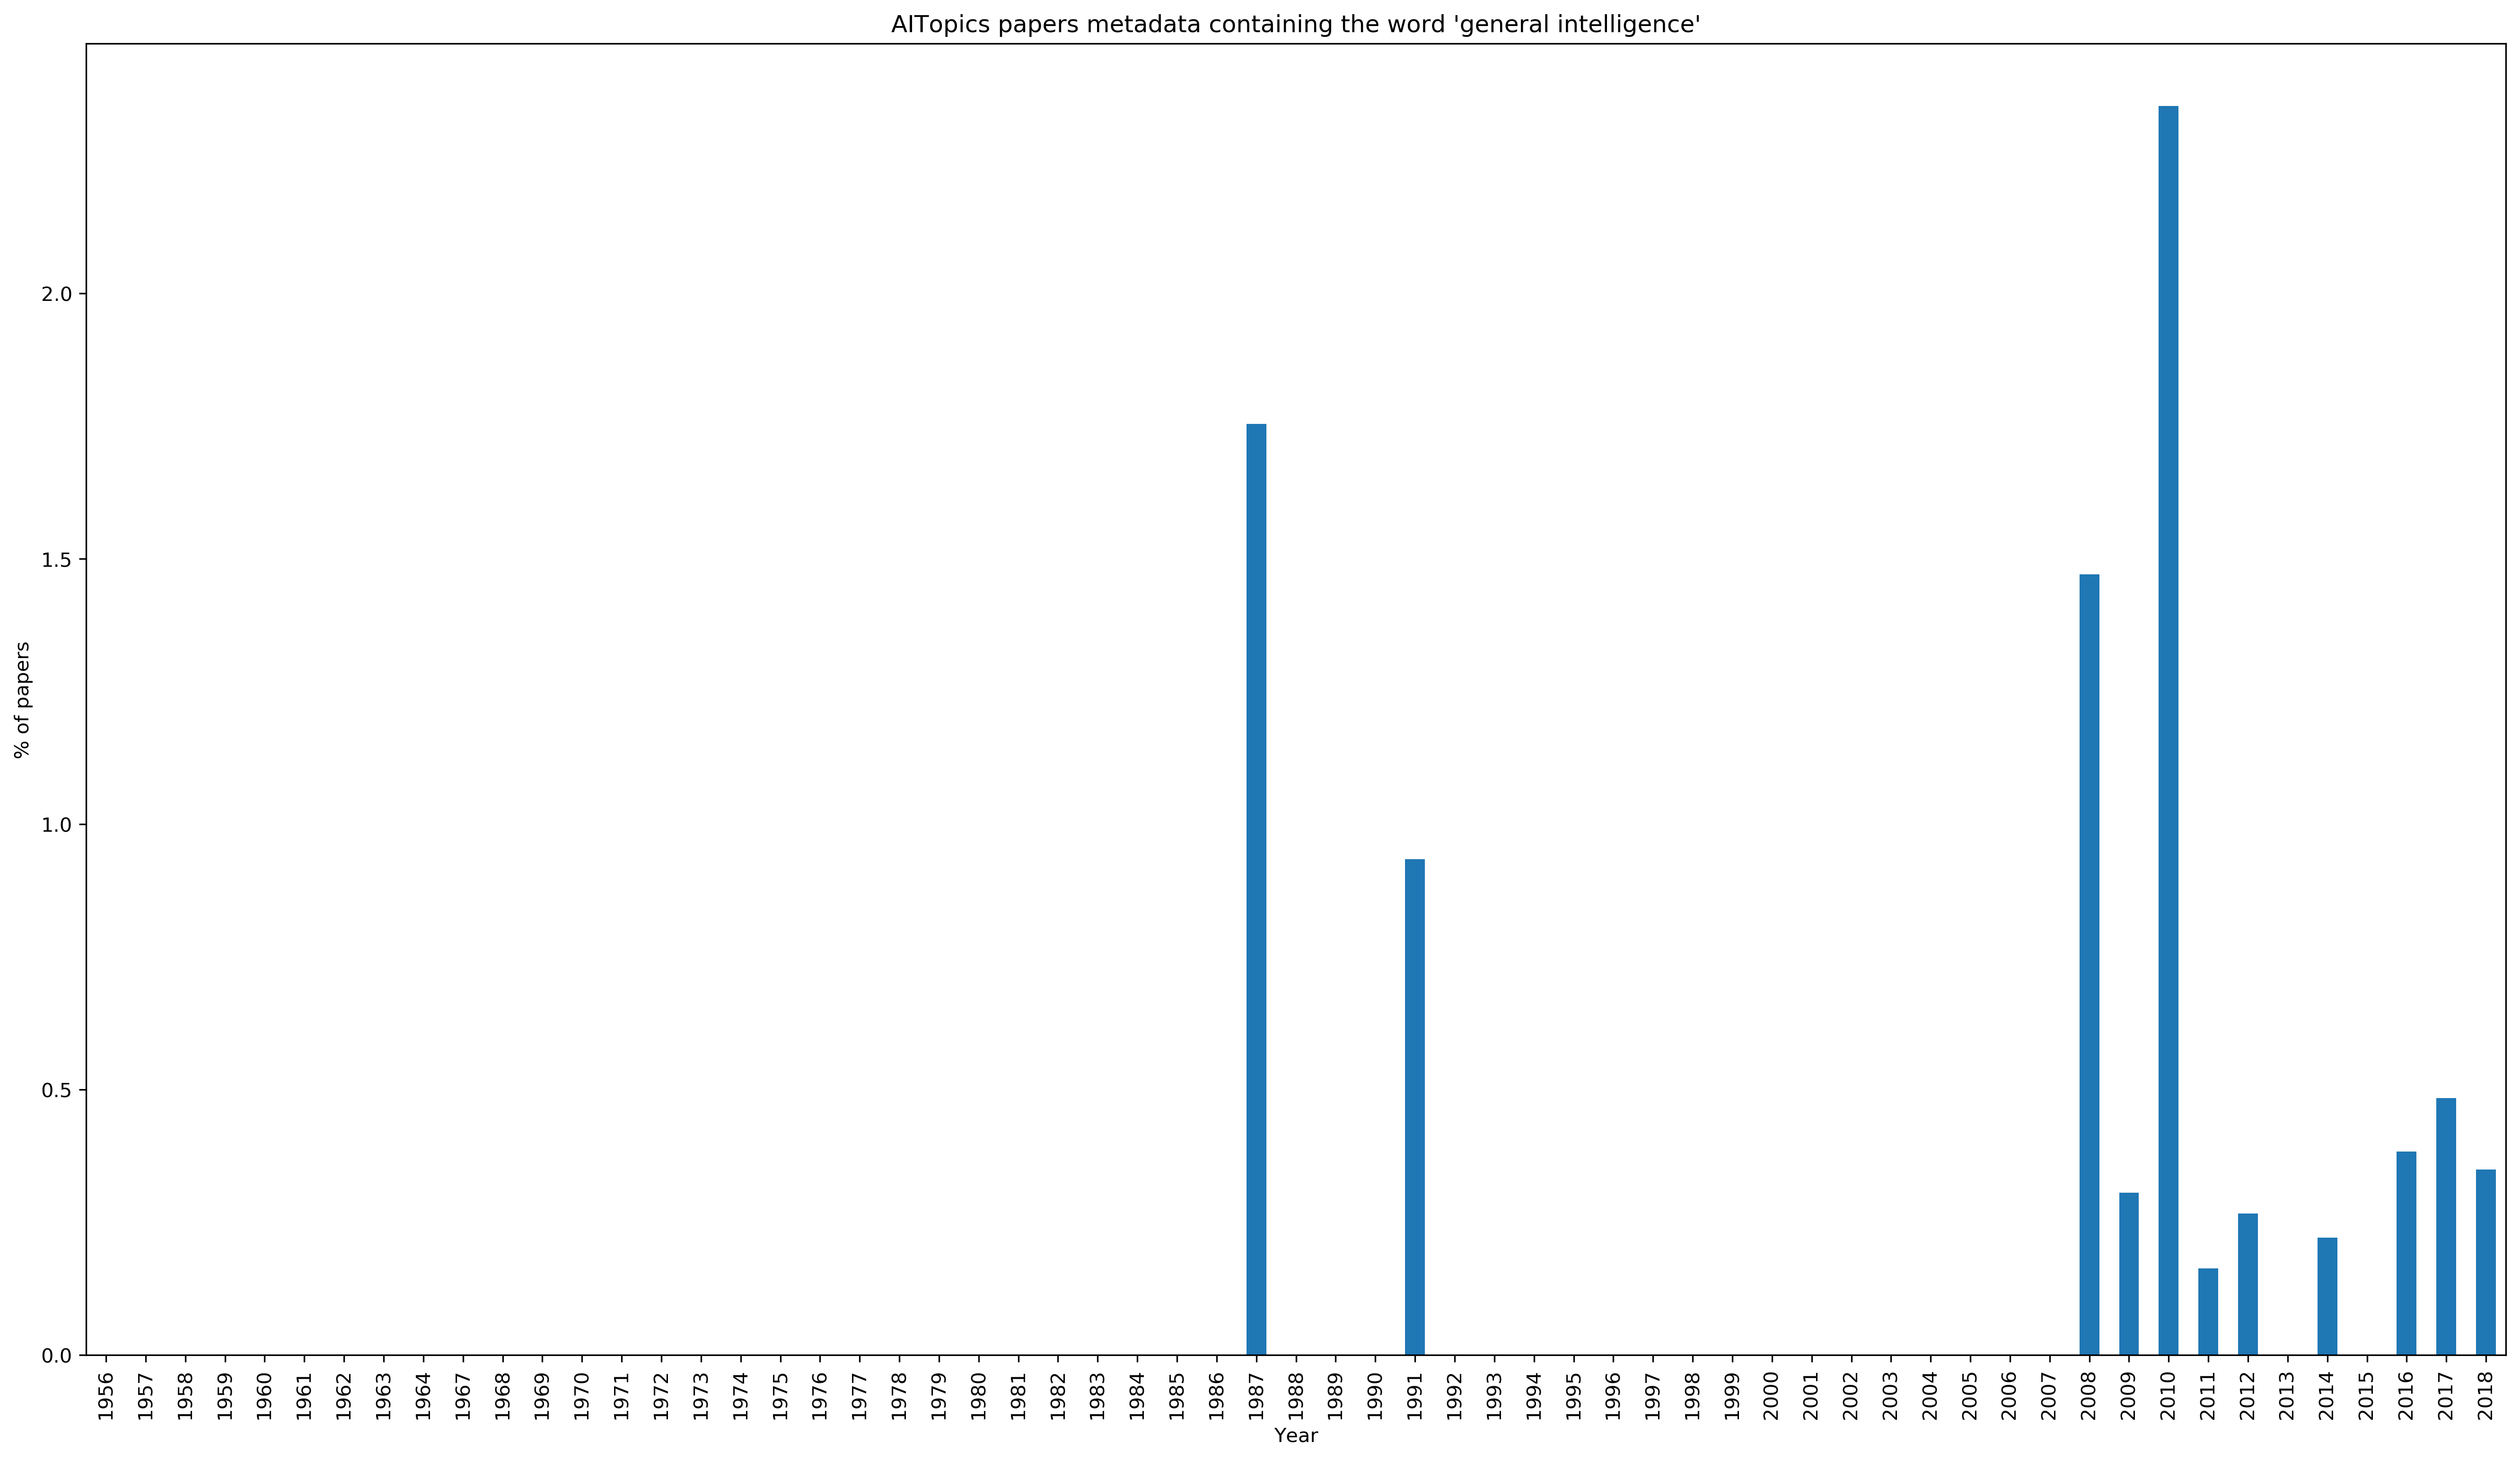 AITopics papers metadata containing the word 'general intelligence'
% of papers
2.0
1.5
1.0
0.5
0.0
1956 1957 1958 1959 1960 1961 1962 1963 1964 1967 1968 1969 1970 1971 1972 1973 1974 1975 1976 1977 1978 1979 1980 1981 1982 1983 1984 1985 1986 1987 1988 1989 1990 1991 1992 1993 1994 1995 1996 1997 1998 1999 2000 2001 2002 2003 2004 2005 2006 2007 2008 2009 2010 2011 2012 2013 2014 2015 2016 2017 2018
Year